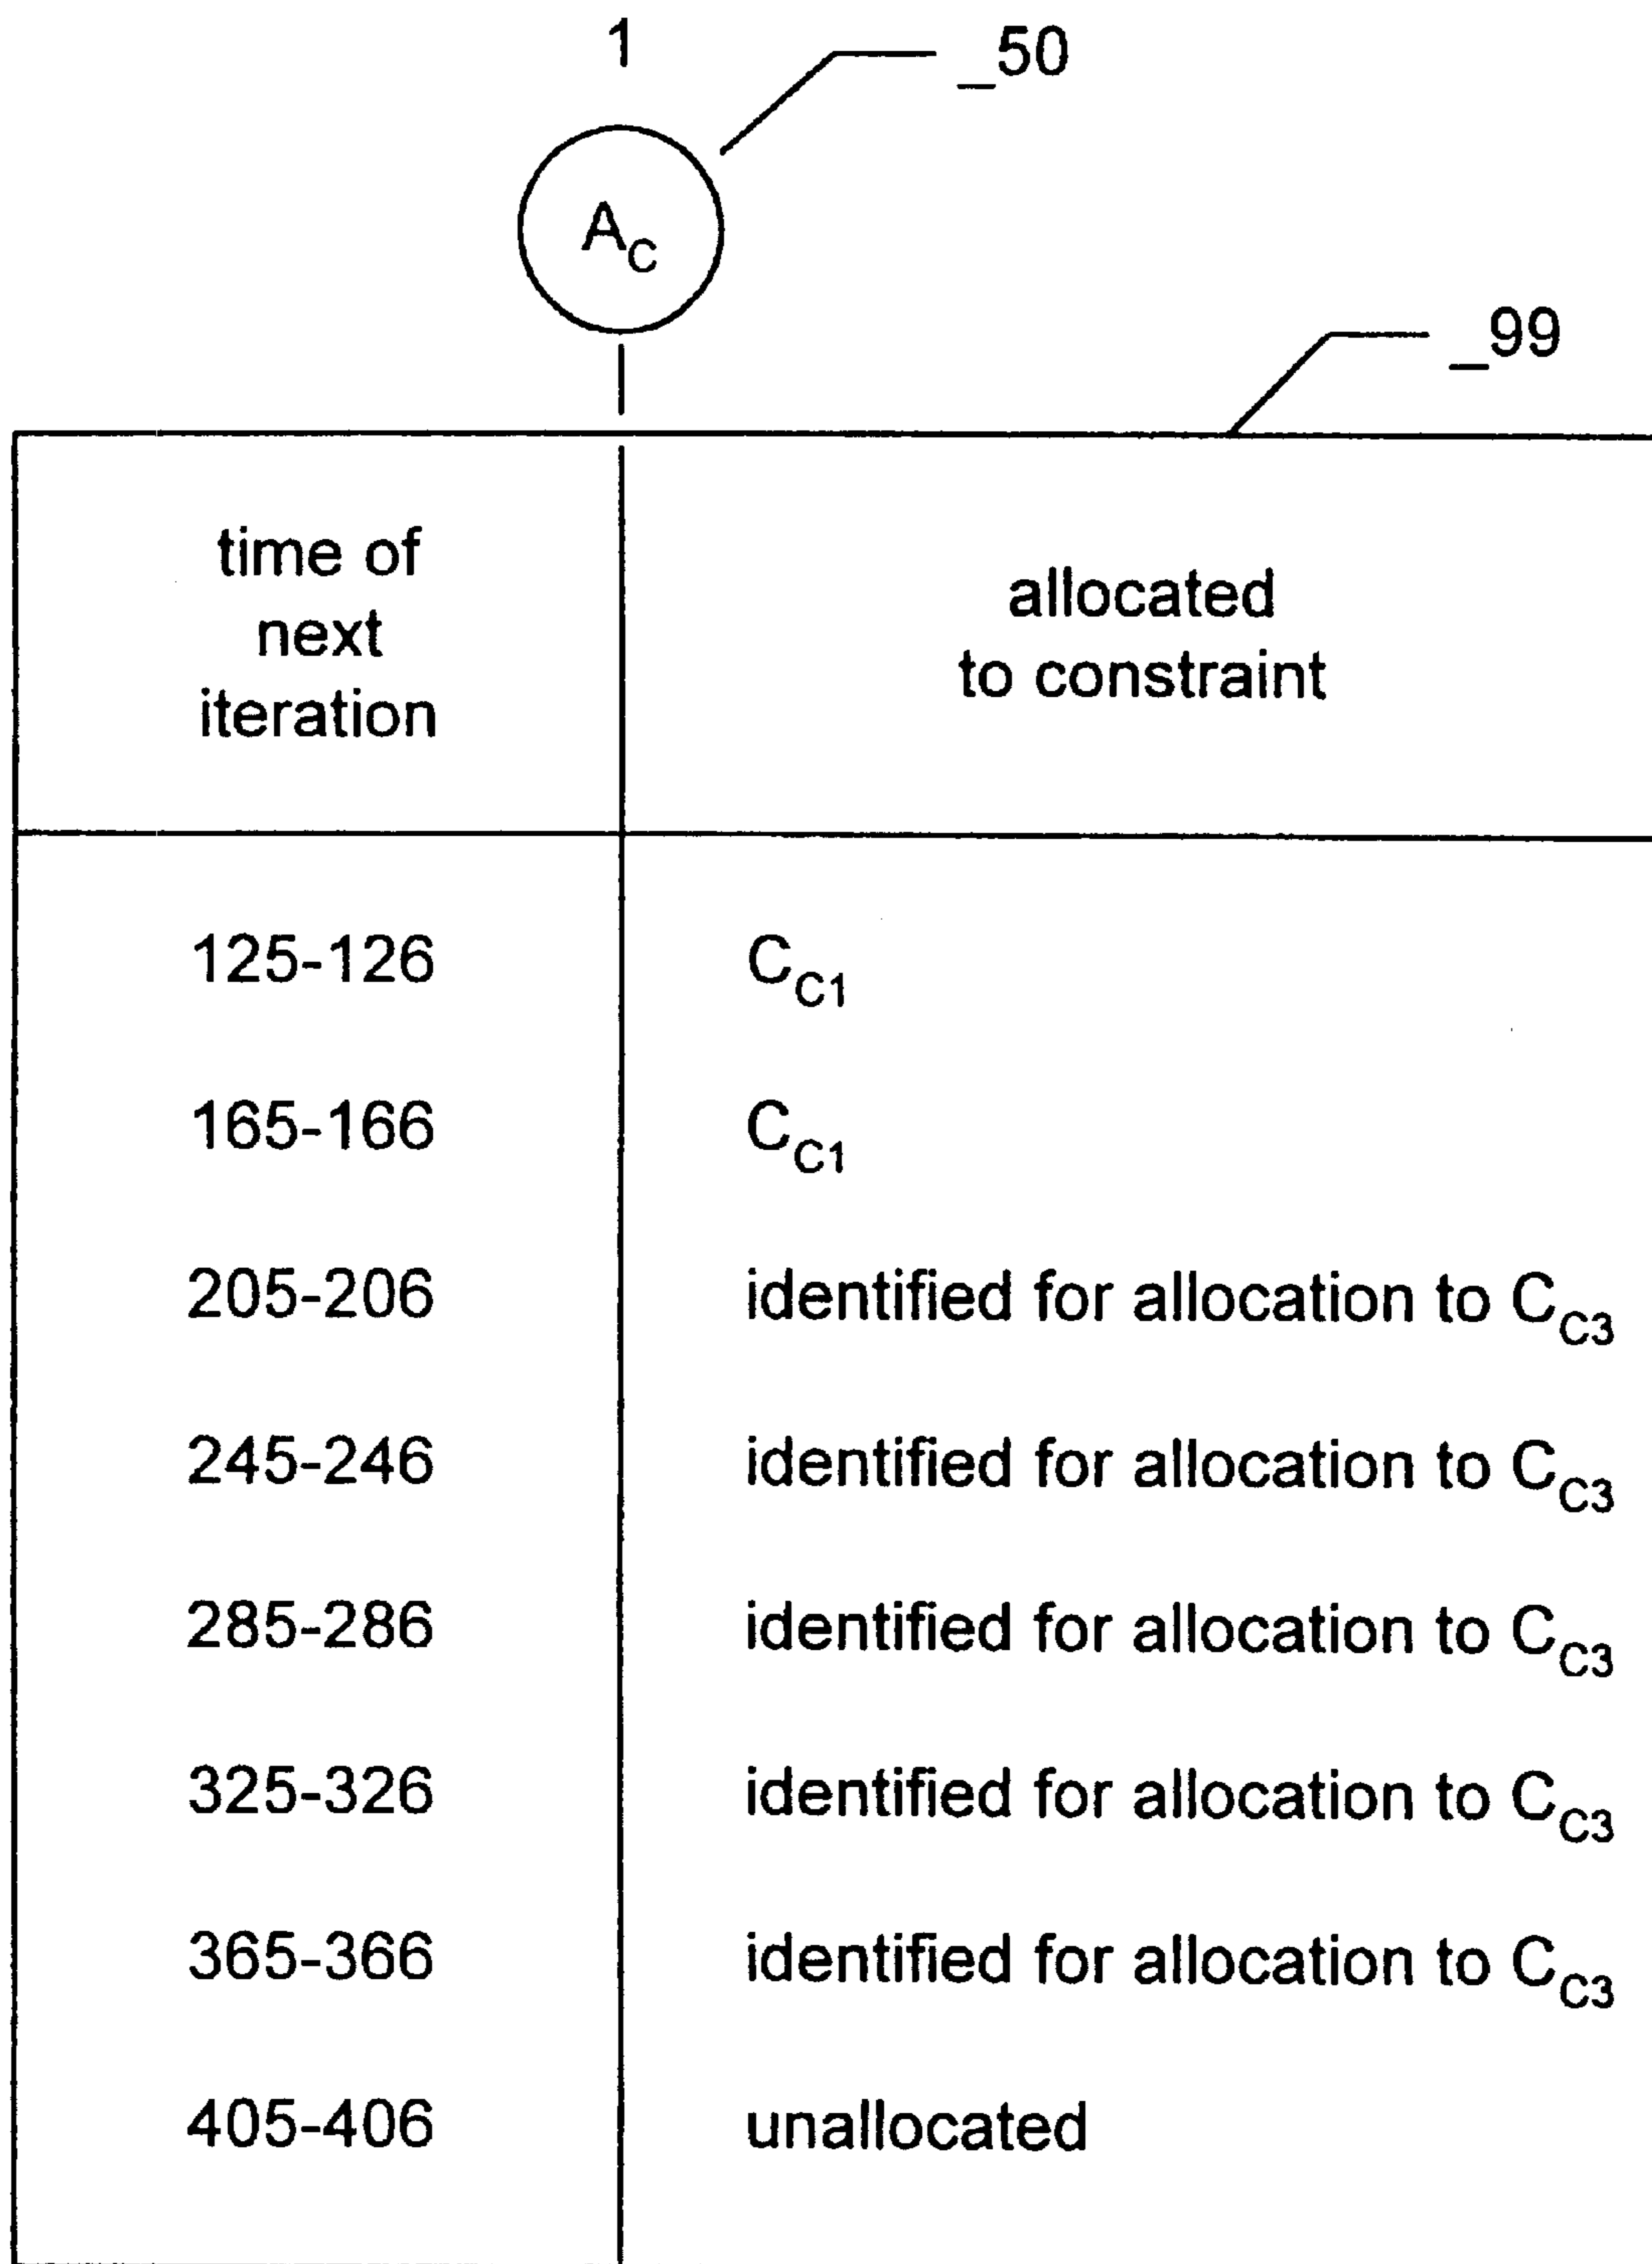 1
_50
A_C
_99
time of
next
iteration
allocated
to constraint
125-126 C_C1
165-166 C_C1
205-206 identified for allocation to C_C3
245-246 identified for allocation to C_C3
285-286 identified for allocation to C_C3
325-326 identified for allocation to C_C3
365-366 identified for allocation to C_C3
405-406 unallocated